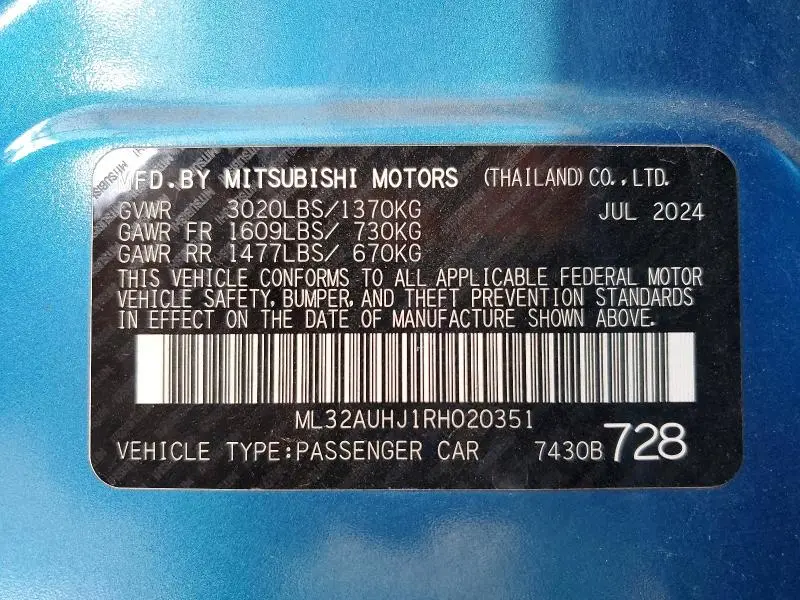 MFD.BY MITSUBISHI MOTORS (THAILAND) CO.,LTD.
GVWR 3020LBS/1370KG JUL 2024
GAWR FR 1609LBS/ 730KG
GAWR RR 1477LBS/ 670KG
THIS VEHICLE CONFORMS TO ALL APPLICABLE FEDERAL MOTOR
VEHICLE SAFETY, BUMPER, AND THEFT PREVENTION STANDARDS
IN EFFECT ON THE DATE OF MANUFACTURE SHOWN ABOVE.
ML32AUHJ1RH020351
VEHICLE TYPE:PASSENGER CAR 7430B 728